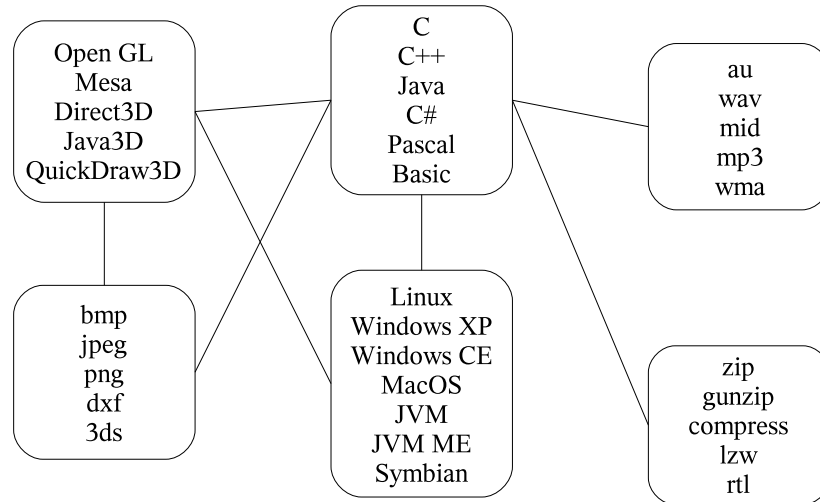 Open GL
Mesa
Direct3D
Java3D
QuickDraw3D
C
C++
Java
C#
Pascal
Basic
au
wav
mid
mp3
wma
bmp
jpeg
png
dxf
3ds
Linux
Windows XP
Windows CE
MacOS
JVM
JVM ME
Symbian
zip
gunzip
compress
lzw
rtl